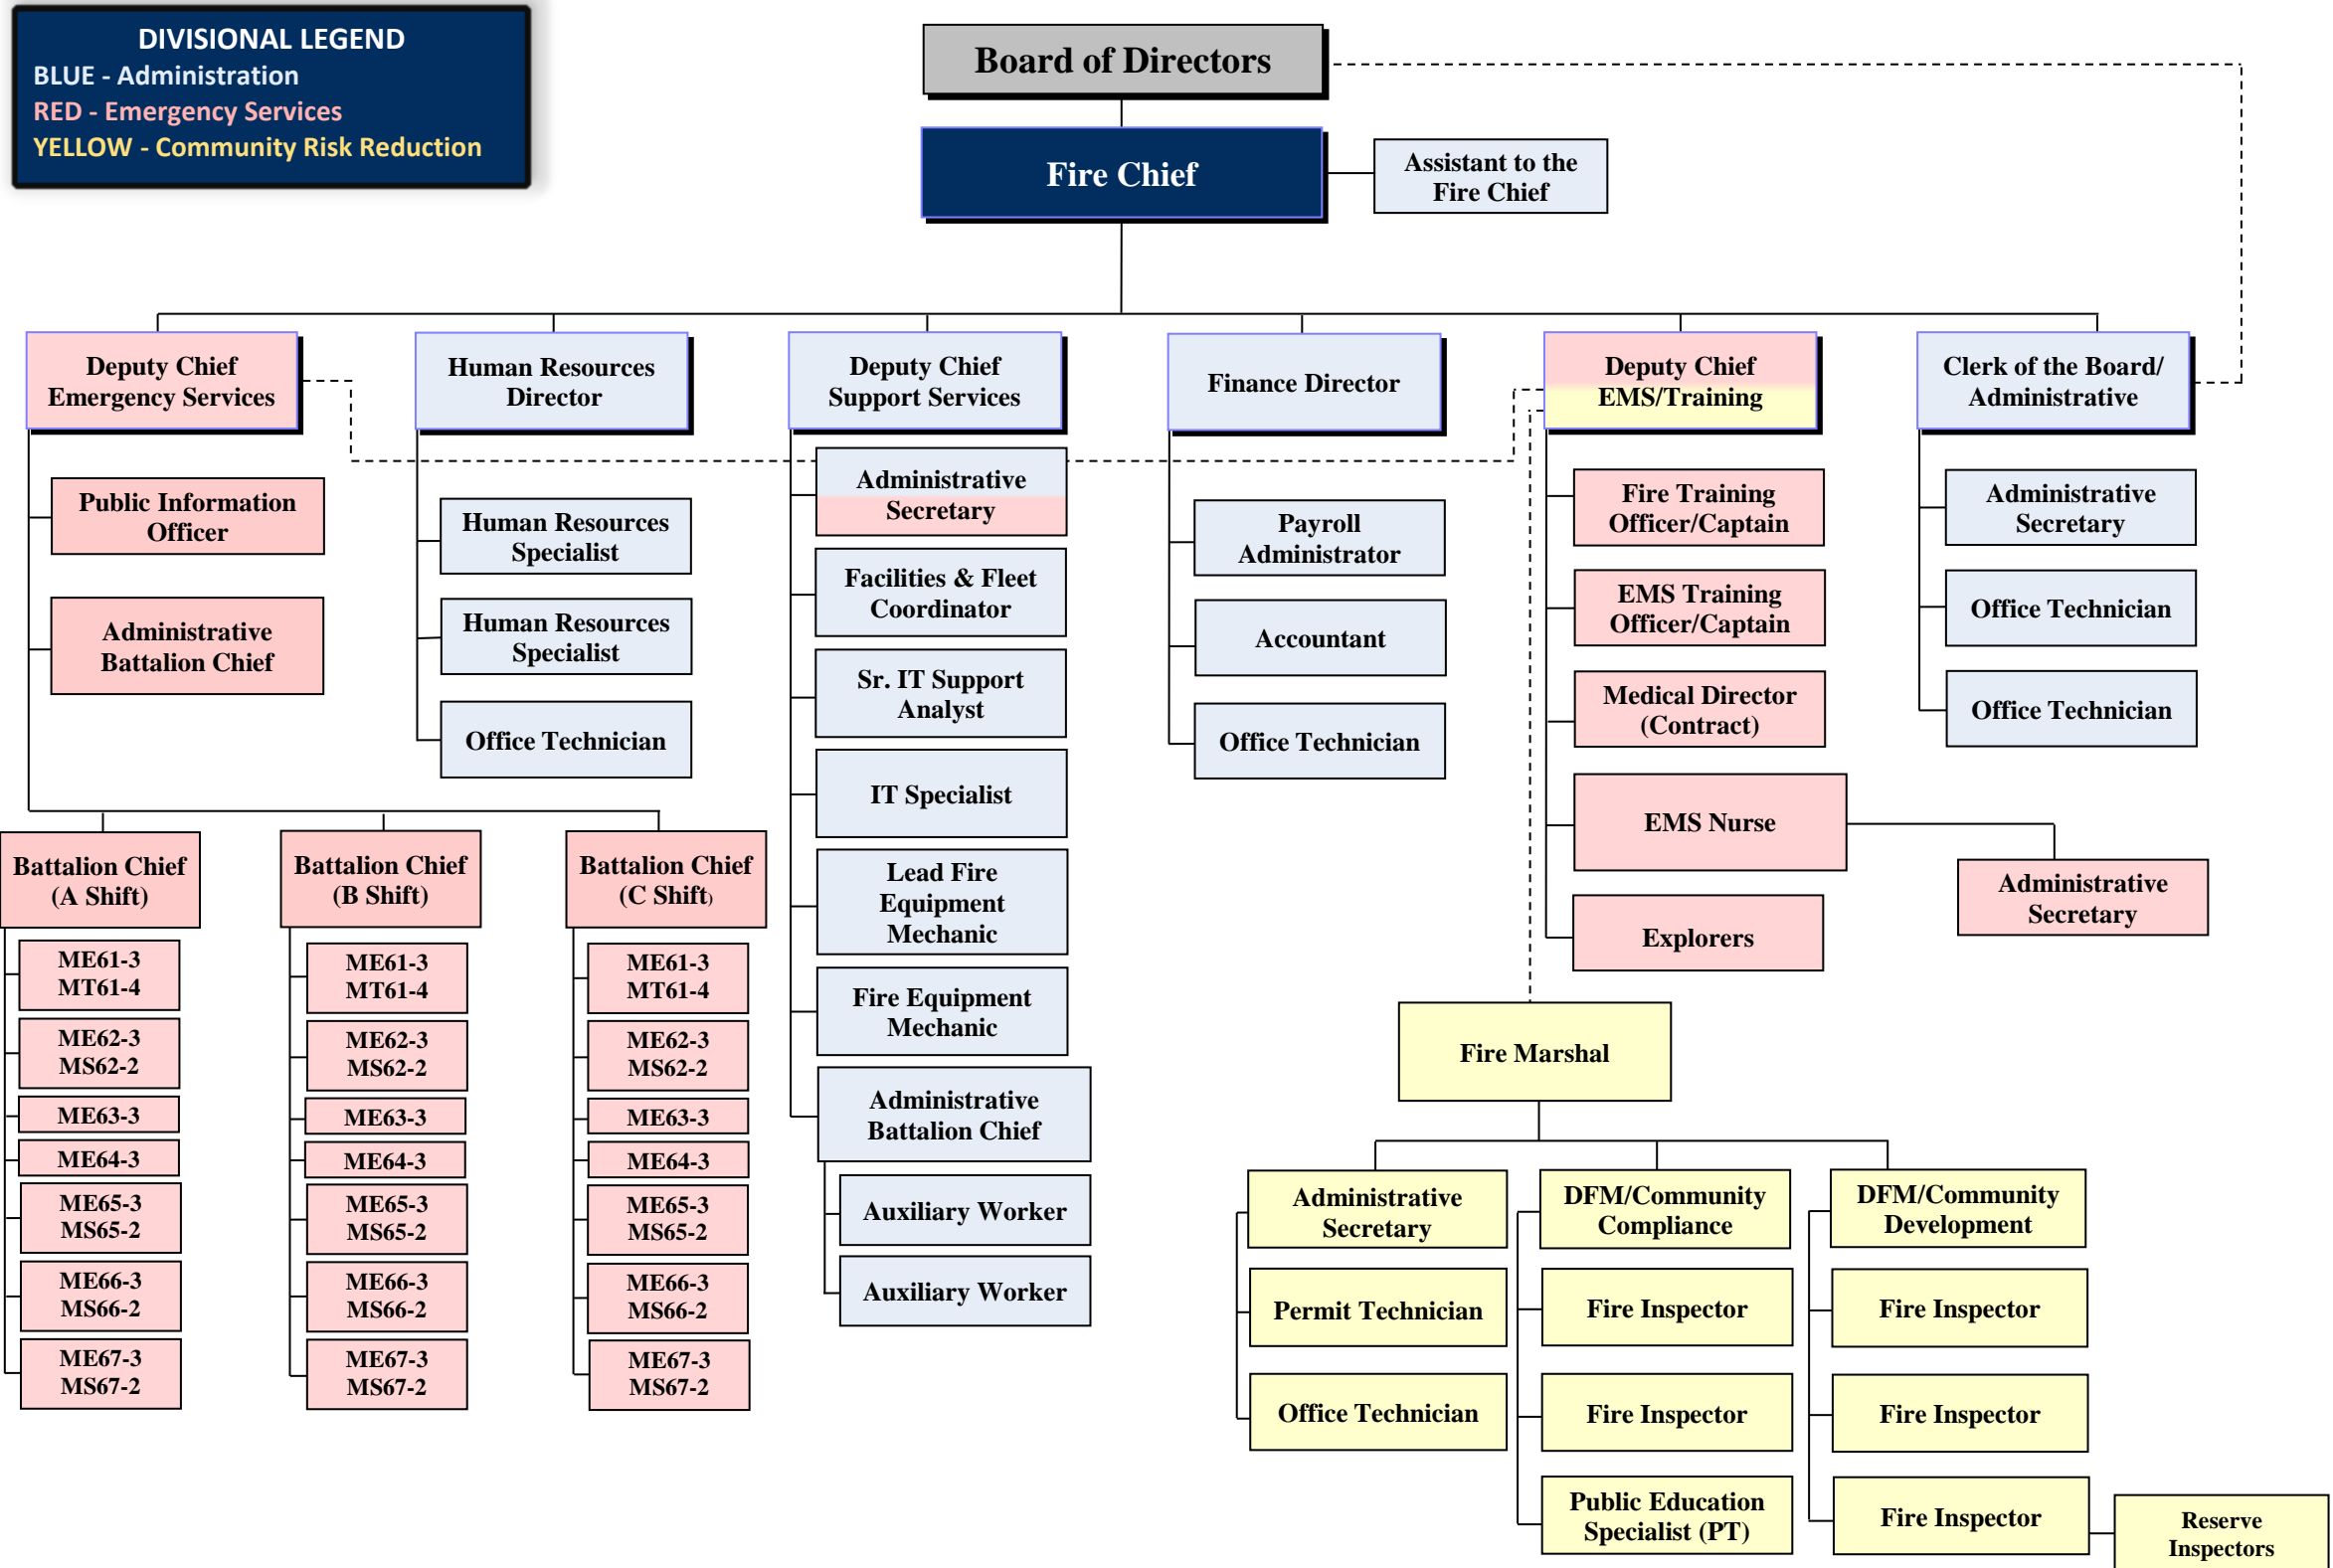 DIVISIONAL LEGEND
BLUE - Administration
RED - Emergency Services
YELLOW - Community Risk Reduction
Board of Directors
Fire Chief
Assistant to the
Fire Chief
Deputy Chief
Emergency Services
Human Resources
Director
Deputy Chief
Support Services
Finance Director
Deputy Chief
EMS/Training
Clerk of the Board/
Administrative
Public Information
Officer
Administrative
Battalion Chief
Human Resources
Specialist
Human Resources
Specialist
Office Technician
Administrative
Secretary
Facilities & Fleet
Coordinator
Sr. IT Support
Analyst
IT Specialist
Lead Fire
Equipment
Mechanic
Fire Equipment
Mechanic
Administrative
Battalion Chief
Auxiliary Worker
Auxiliary Worker
Payroll
Administrator
Accountant
Office Technician
Fire Training
Officer/Captain
EMS Training
Officer/Captain
Medical Director
(Contract)
EMS Nurse
Explorers
Administrative
Secretary
Administrative
Secretary
Office Technician
Office Technician
Battalion Chief
(A Shift)
ME61-3
MT61-4
ME62-3
MS62-2
ME63-3
ME64-3
ME65-3
MS65-2
ME66-3
MS66-2
ME67-3
MS67-2
Battalion Chief
(B Shift)
ME61-3
MT61-4
ME62-3
MS62-2
ME63-3
ME64-3
ME65-3
MS65-2
ME66-3
MS66-2
ME67-3
MS67-2
Battalion Chief
(C Shift)
ME61-3
MT61-4
ME62-3
MS62-2
ME63-3
ME64-3
ME65-3
MS65-2
ME66-3
MS66-2
ME67-3
MS67-2
Fire Marshal
Administrative
Secretary
Permit Technician
Office Technician
DFM/Community
Compliance
Fire Inspector
Fire Inspector
Public Education
Specialist (PT)
DFM/Community
Development
Fire Inspector
Fire Inspector
Fire Inspector
Reserve
Inspectors